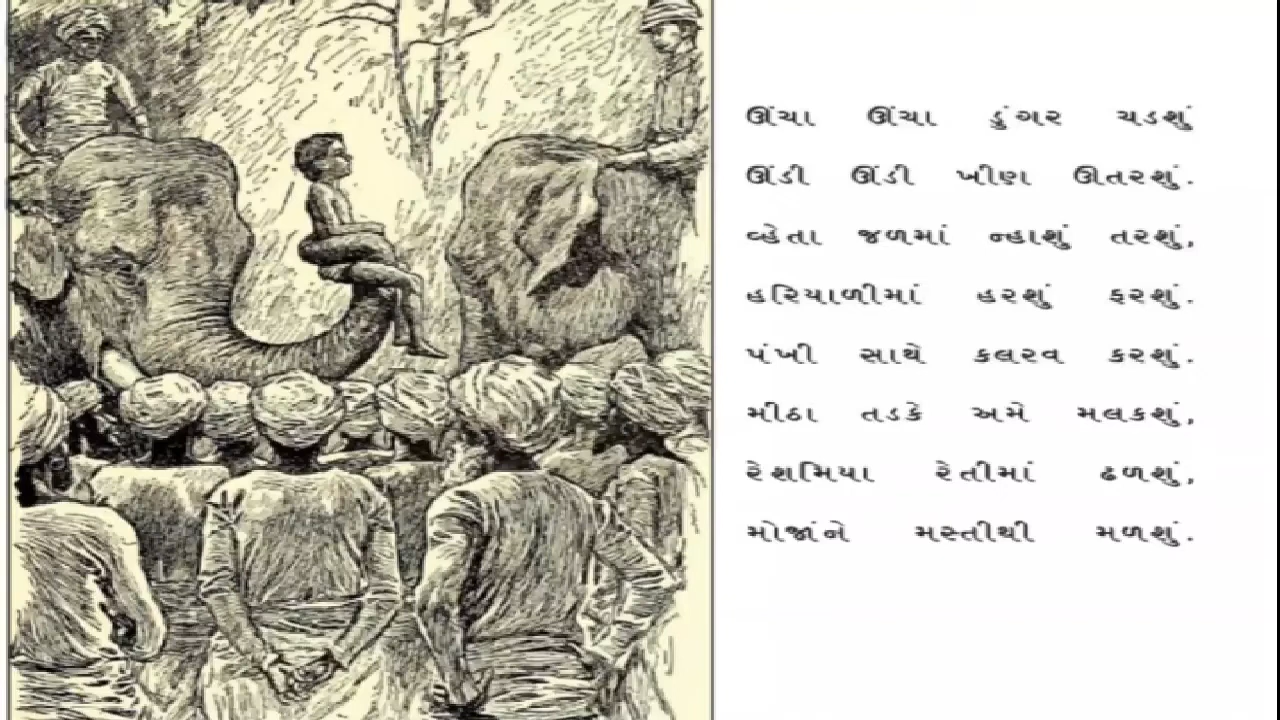 ઊંચા ઊંચા ડુંગર ચડશું
ઊંડી ઊંડી ખીણ ઊતરશું.
વ્હેતા જળમાં ન્હાશું તરશું,
હરિયાળીમાં હરશું ફરશું.
પંખી સાથે કલરવ કરશું.
મીઠા તડકે અમે મલકશું,
રેશમિયા રેતીમાં ઢળશું,
મોજાંને મસ્તીથી મળશું.